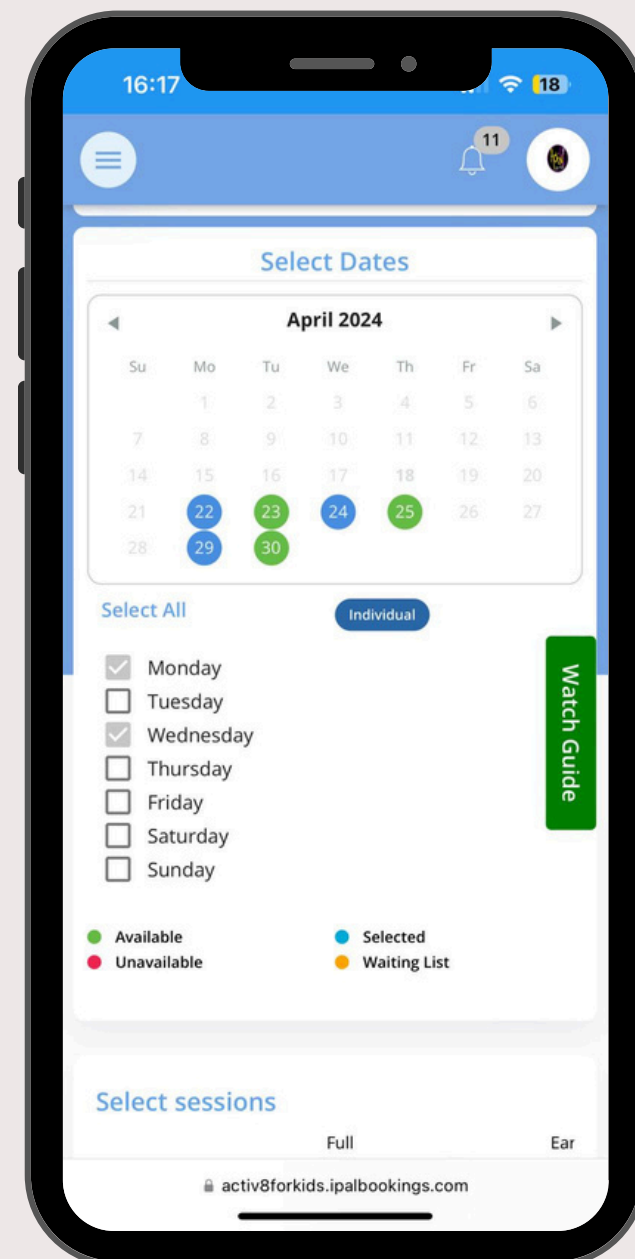 16:17
18
11
Select Dates
April 2024
Su Mo Tu We Th Fr Sa
1 2 3 4 5 6
7 8 9 10 11 12 13
14 15 16 17 18 19 20
21 22 23 24 25 26 27
28 29 30
Select All Individual
Monday
Tuesday
Wednesday
Thursday
Friday
Saturday
Sunday
Watch Guide
Available Selected
Unavailable Waiting List
Select sessions
Full Ear
activ8forkids.ipalbookings.com